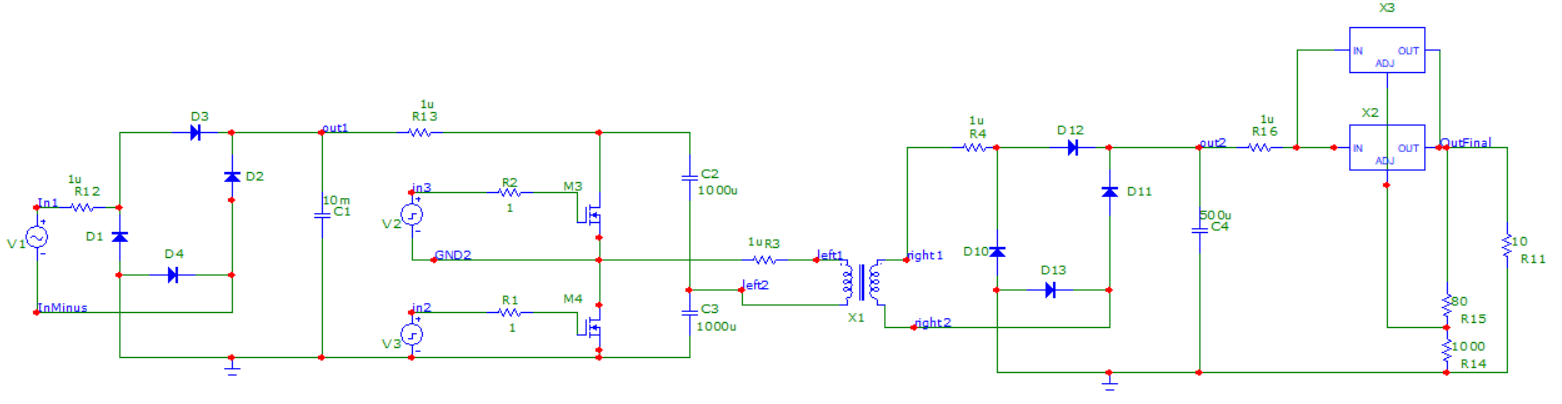 X3
IN
OUT
ADJ
1u
R16
X2
IN
OUT
ADJ
OutFinal
D3
out1
1u
R13
1u
R4
D12
out2
1u
R12
In1
V1
D1
D2
D4
InMinus
10m
C1
in3
V2
R2
1
M3
C2
1000u
GND2
in2
V3
R1
1
M4
C3
1000u
1u
R3
left1
left2
X1
right1
right2
D10
D11
D13
500u
C4
10
R11
80
R15
1000
R14